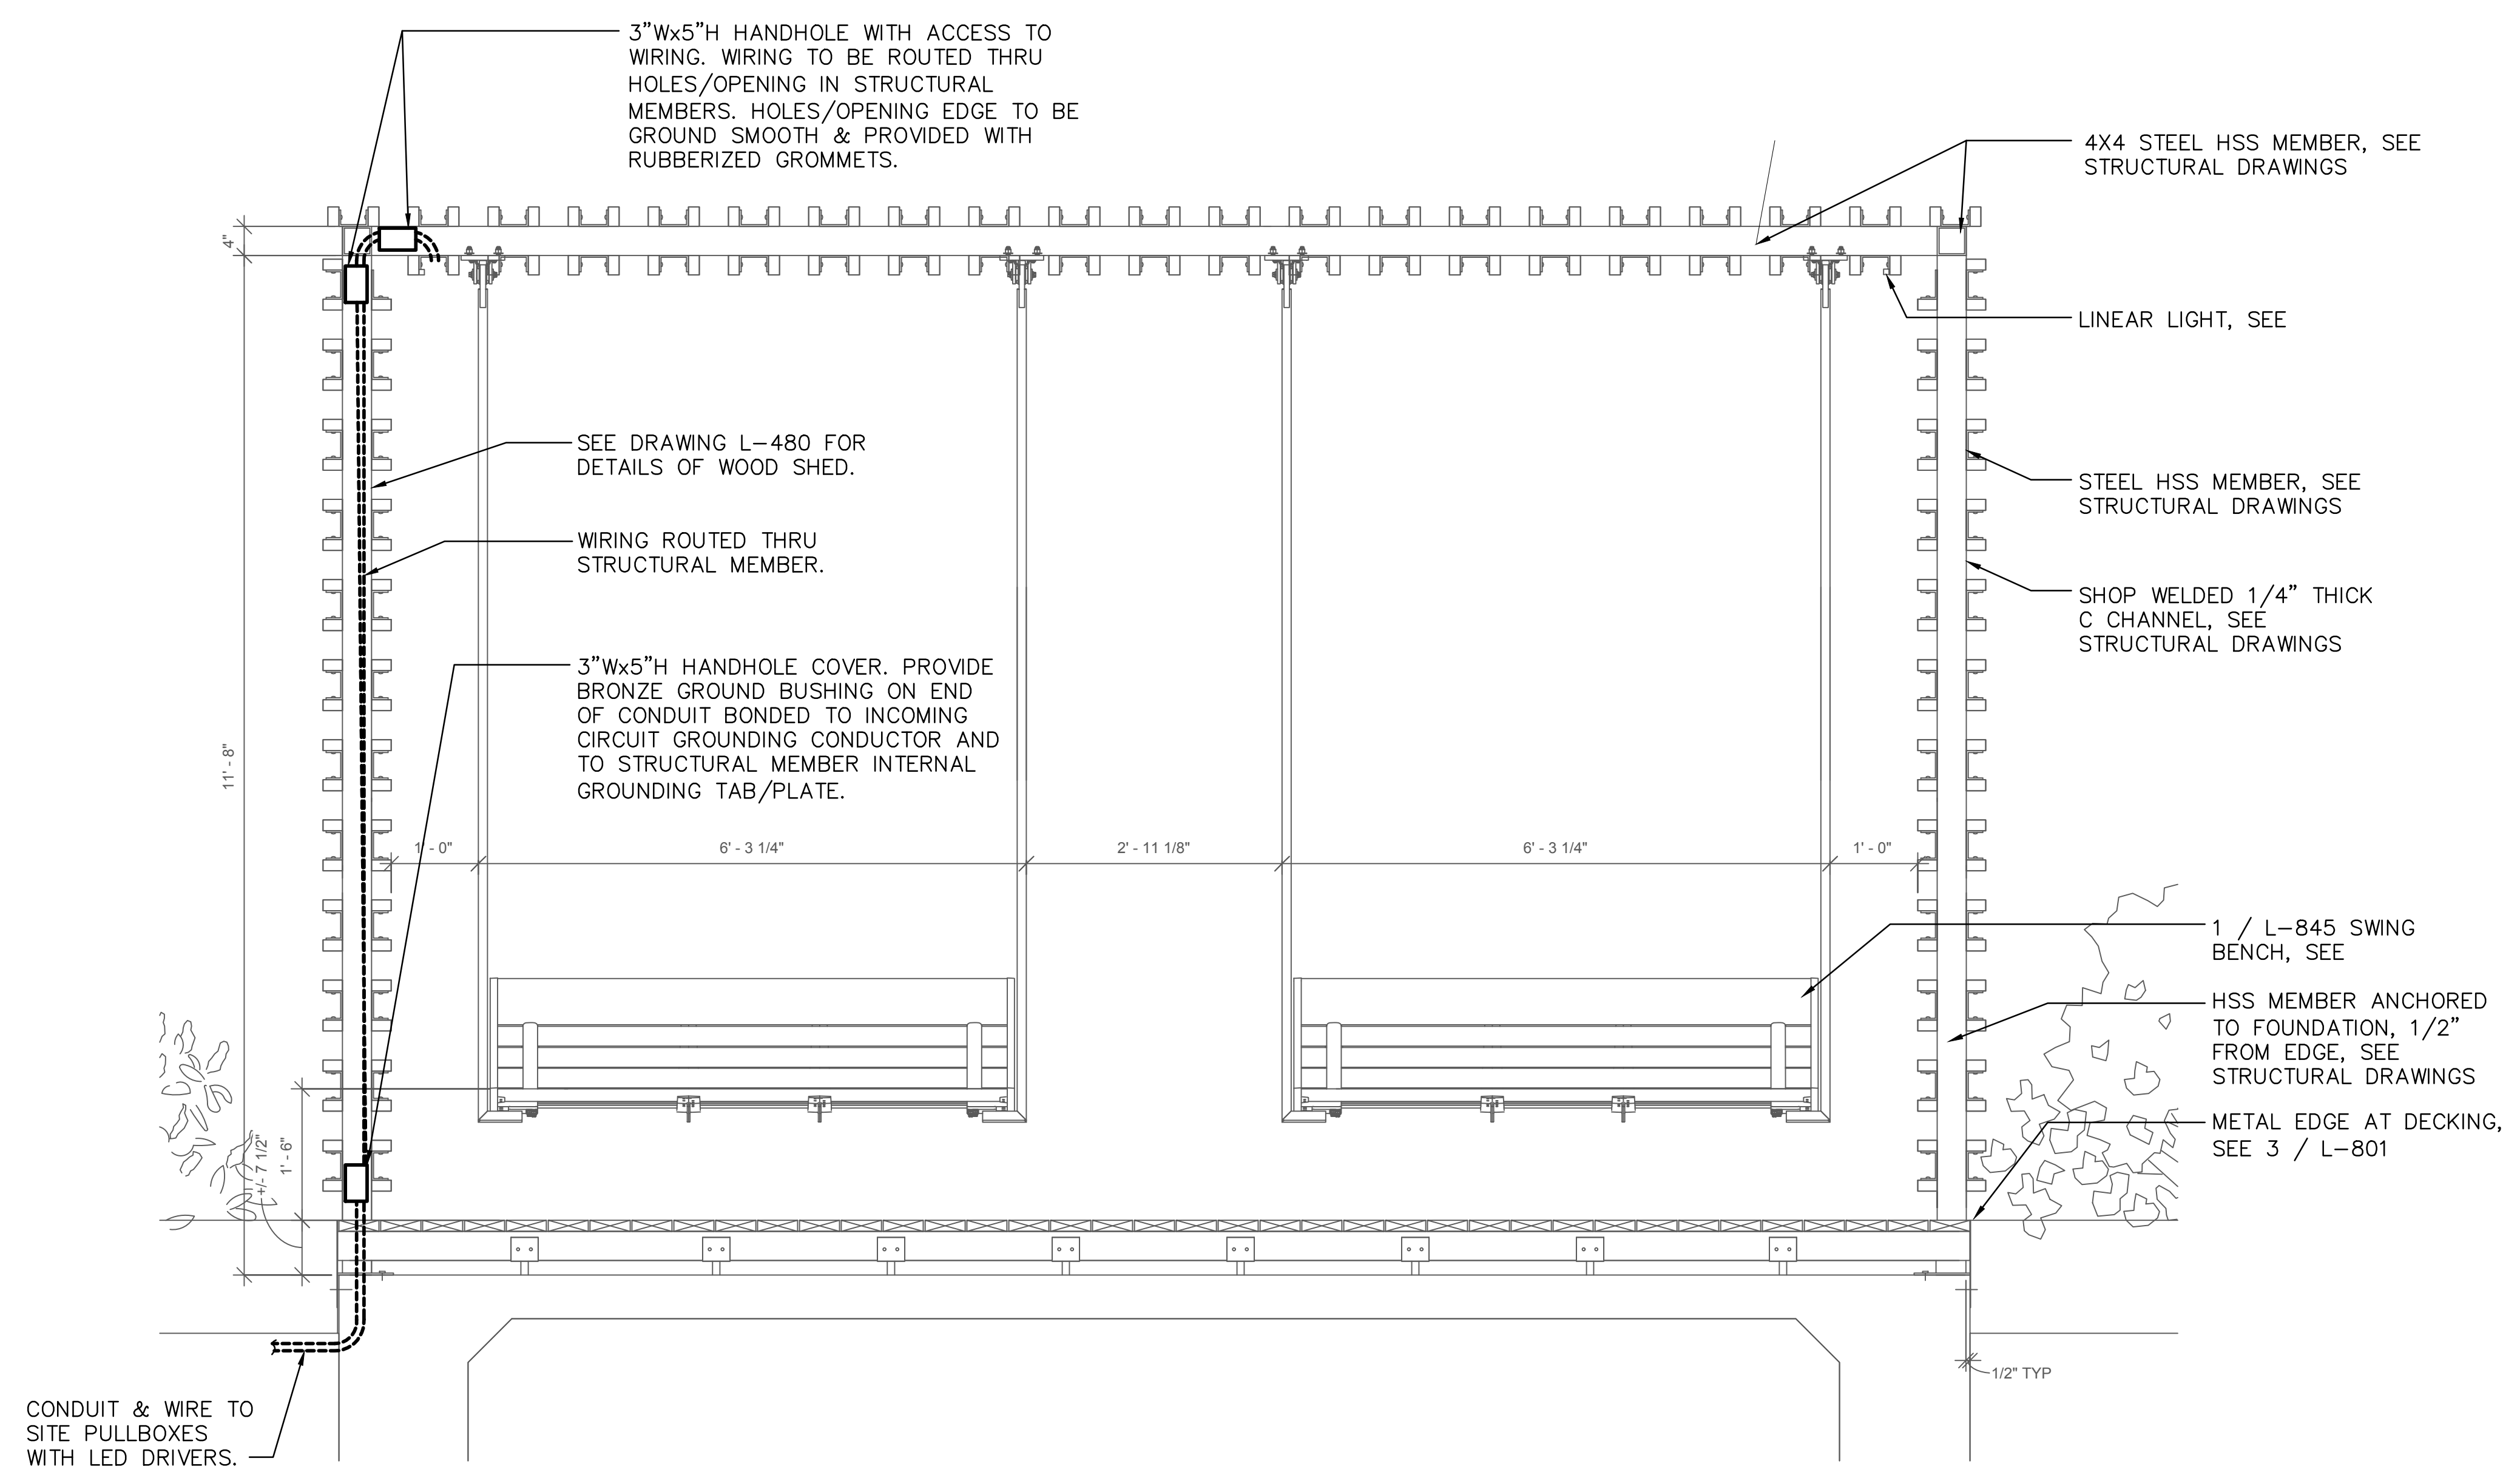 3"Wx5"H HANDHOLE WITH ACCESS TO
WIRING. WIRING TO BE ROUTED THRU
HOLES/OPENING IN STRUCTURAL
MEMBERS. HOLES/OPENING EDGE TO BE
GROUND SMOOTH & PROVIDED WITH
RUBBERIZED GROMMETS.
4X4 STEEL HSS MEMBER, SEE
STRUCTURAL DRAWINGS
4"
LINEAR LIGHT, SEE
SEE DRAWING L-480 FOR
DETAILS OF WOOD SHED.
STEEL HSS MEMBER, SEE
STRUCTURAL DRAWINGS
WIRING ROUTED THRU
STRUCTURAL MEMBER.
SHOP WELDED 1/4" THICK
C CHANNEL, SEE
STRUCTURAL DRAWINGS
3"Wx5"H HANDHOLE COVER. PROVIDE
BRONZE GROUND BUSHING ON END
OF CONDUIT BONDED TO INCOMING
CIRCUIT GROUNDING CONDUCTOR AND
TO STRUCTURAL MEMBER INTERNAL
GROUNDING TAB/PLATE.
11' - 8"
1' - 0"
6' - 3 1/4"
2' - 11 1/8"
6' - 3 1/4"
1' - 0"
1 / L-845 SWING
BENCH, SEE
HSS MEMBER ANCHORED
TO FOUNDATION, 1/2"
FROM EDGE, SEE
STRUCTURAL DRAWINGS
METAL EDGE AT DECKING,
SEE 3 / L-801
+/- 7 1/2"
1' - 6"
1/2" TYP
CONDUIT & WIRE TO
SITE PULLBOXES
WITH LED DRIVERS.